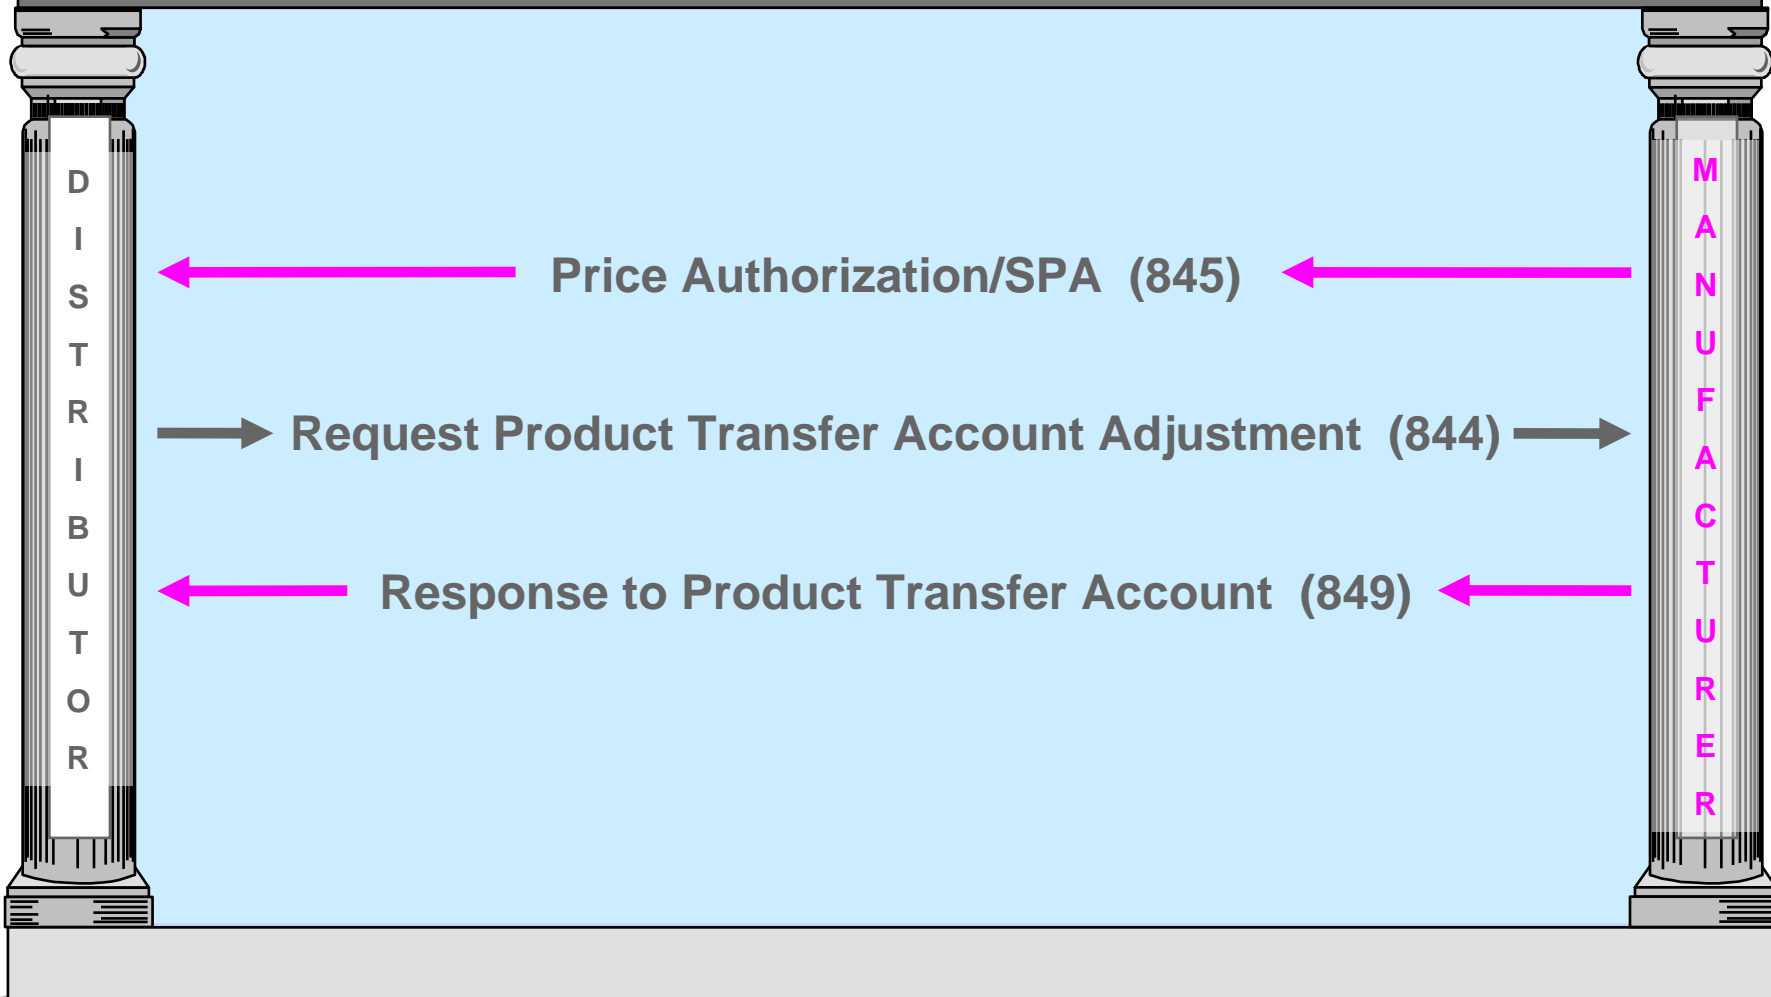 DISTRIBUTOR
Price Authorization/SPA (845)
Request Product Transfer Account Adjustment (844)
Response to Product Transfer Account (849)
MANUFACTURER